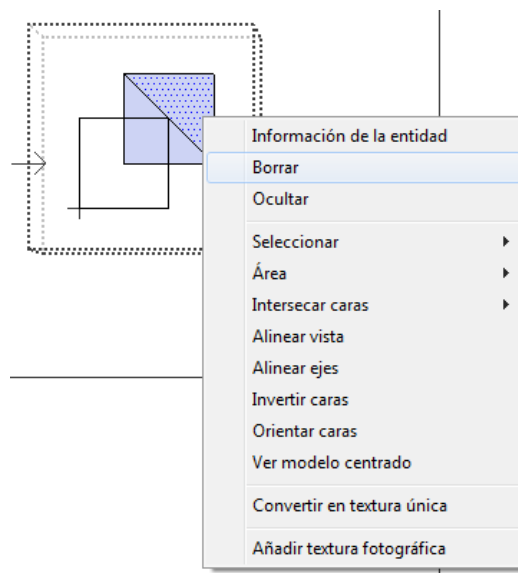 Información de la entidad
Borrar
Ocultar
Seleccionar
Área
Intersecar caras
Alinear vista
Alinear ejes
Invertir caras
Orientar caras
Ver modelo centrado
Convertir en textura única
Añadir textura fotográfica